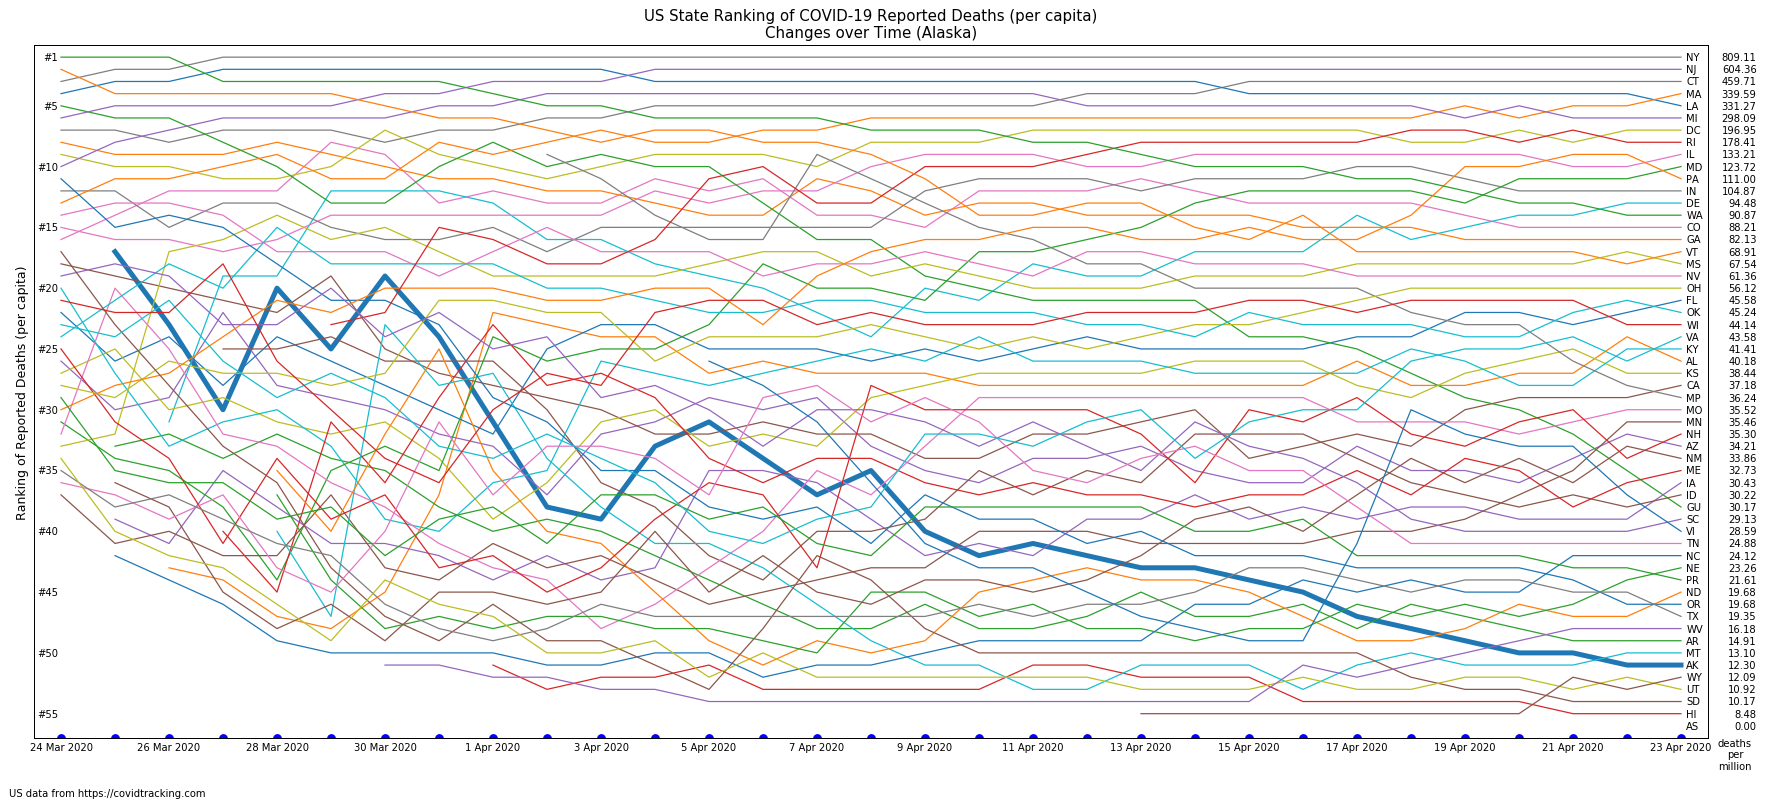 US State Ranking of COVID-19 Reported Deaths (per capita)
Changes over Time (Alaska)
Ranking of Reported Deaths (per capita)
#1
#5
#10
#15
#20
#25
#30
#35
#40
#45
#50
#55
NY 809.11
NJ 604.36
CT 459.71
MA 339.59
LA 331.27
MI 298.09
DC 196.95
RI 178.41
IL 133.21
MD 123.72
PA 111.00
IN 104.87
DE 94.48
WA 90.87
CO 88.21
GA 82.13
VT 68.91
MS 67.54
NV 61.36
OH 56.12
FL 45.58
OK 45.24
WI 44.14
VA 43.58
KY 41.41
AL 40.18
KS 38.44
CA 37.18
MP 36.24
MO 35.52
MN 35.46
NH 35.30
AZ 34.21
NM 33.86
ME 32.73
IA 30.43
ID 30.22
GU 30.17
SC 29.13
VI 28.59
TN 24.88
NC 24.12
NE 23.26
PR 21.61
ND 19.68
OR 19.68
TX 19.35
WV 16.18
AR 14.91
MT 13.10
AK 12.30
WY 12.09
UT 10.92
SD 10.17
HI 8.48
AS 0.00
24 Mar 2020 26 Mar 2020 28 Mar 2020 30 Mar 2020 1 Apr 2020 3 Apr 2020 5 Apr 2020 7 Apr 2020 9 Apr 2020 11 Apr 2020 13 Apr 2020 15 Apr 2020 17 Apr 2020 19 Apr 2020 21 Apr 2020 23 Apr 2020
deaths
per
million
US data from https://covidtracking.com